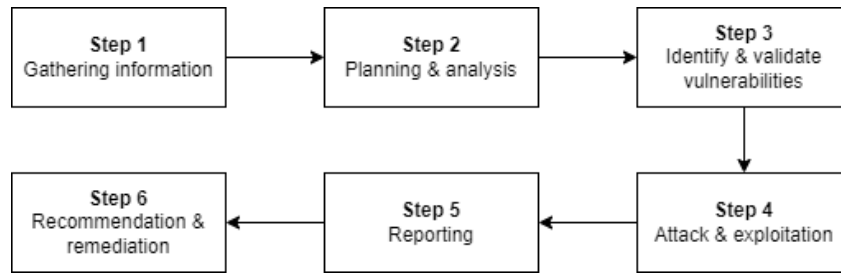 Step 1
Gathering information
Step 2
Planning & analysis
Step 3
Identify & validate
vulnerabilities
Step 4
Attack & exploitation
Step 5
Reporting
Step 6
Recommendation &
remediation